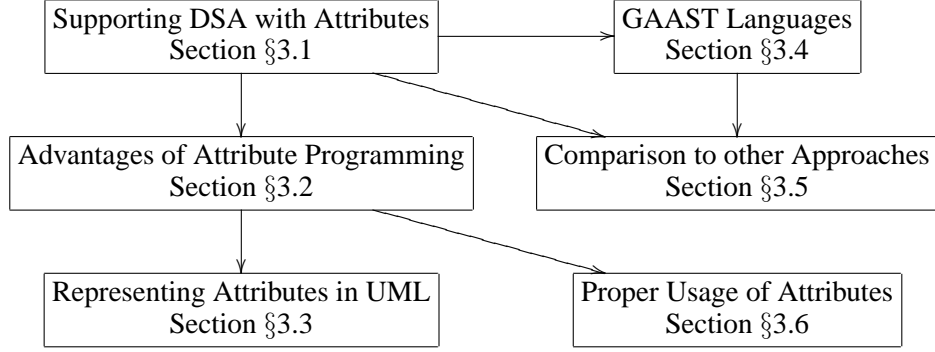 Supporting DSA with Attributes
Section §3.1
GAAST Languages
Section §3.4
Advantages of Attribute Programming
Section §3.2
Comparison to other Approaches
Section §3.5
Representing Attributes in UML
Section §3.3
Proper Usage of Attributes
Section §3.6